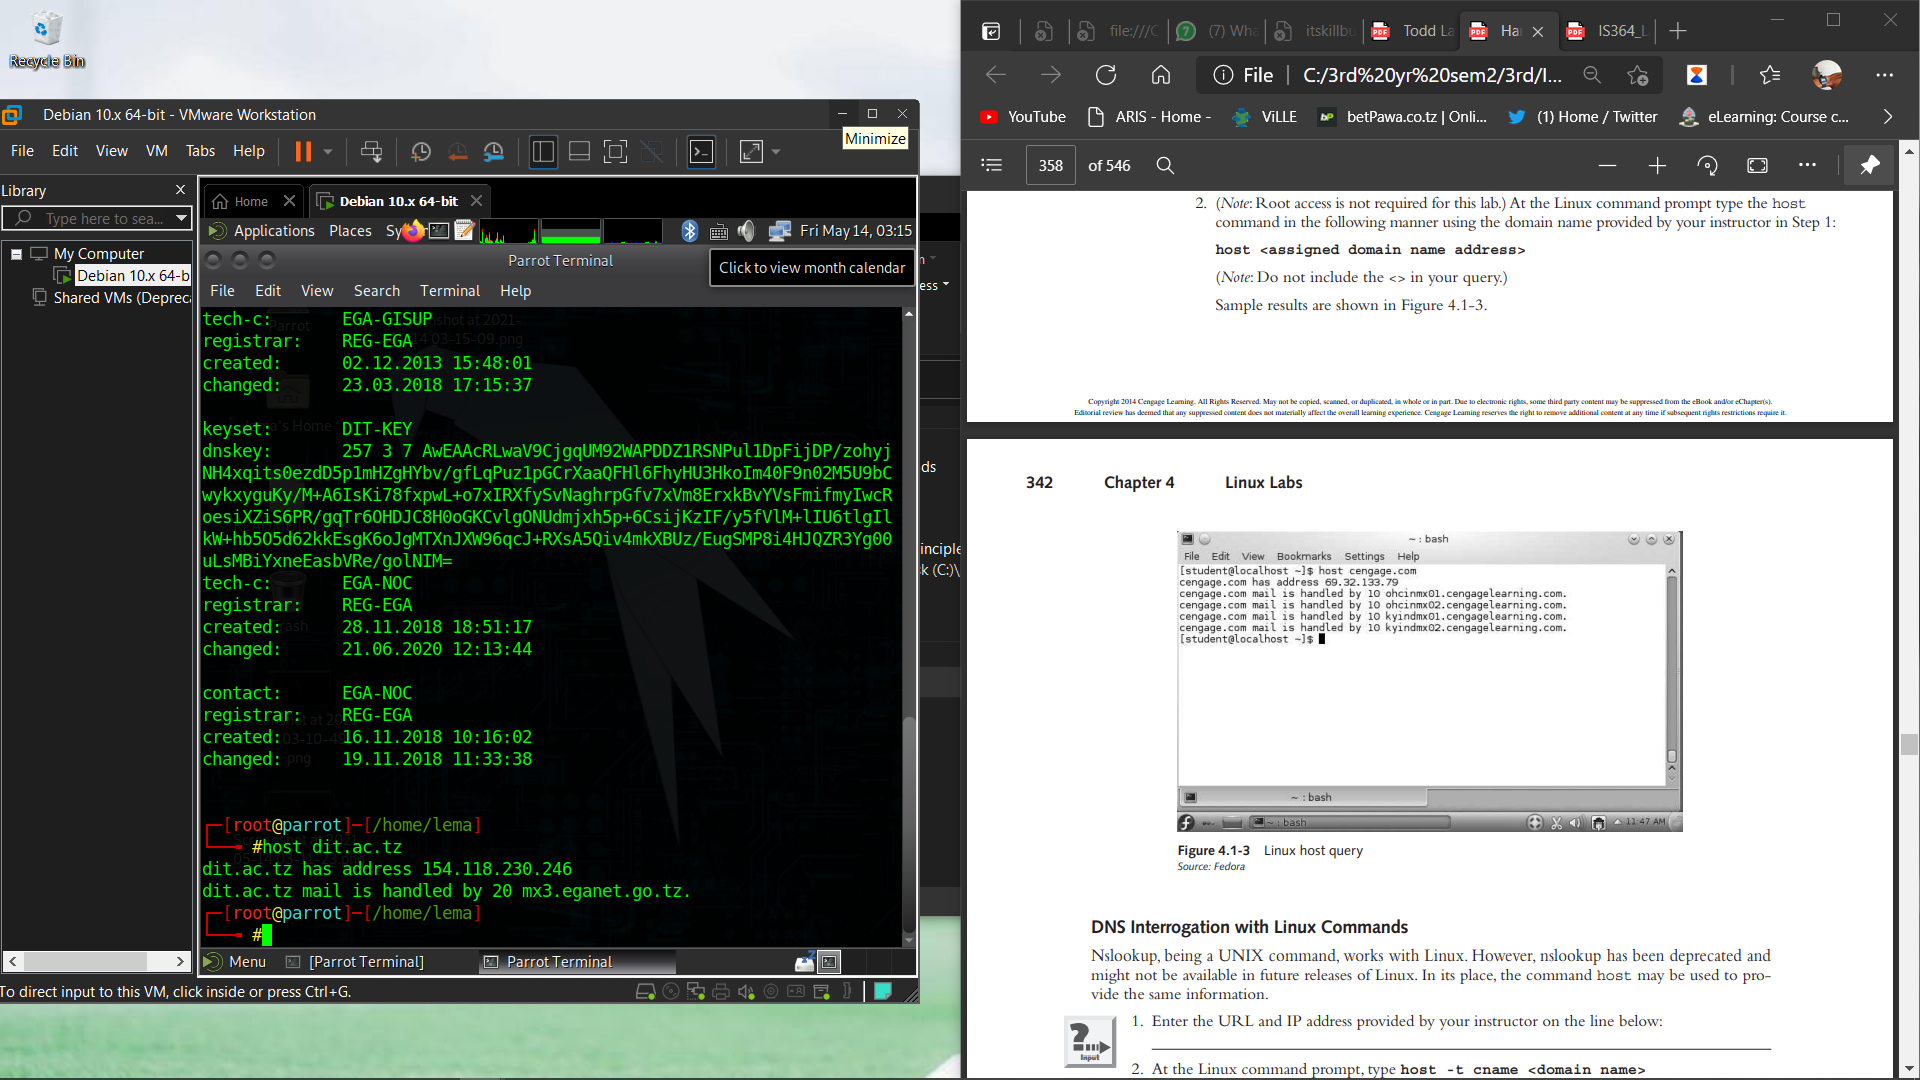 Recycle Bin
Debian 10.x 64-bit - VMware Workstation
Minimize
File Edit View VM Tabs Help
Library
Type here to sea...
My Computer
Debian 10.x 64-b
Shared VMs (Depreca
Home
Debian 10.x 64-bit
Applications Places Sy
Fri May 14, 03:15
Parrot Terminal
Click to view month calendar
File Edit View Search Terminal Help
tech-c: EGA-GISUP
registrar: REG-EGA
created: 02.12.2013 15:48:01
changed: 23.03.2018 17:15:37
keyset: DIT-KEY
dnskey: 257 3 7 AwEAAcRLwaV9CjgqUM92WAPDDZ1RSNPul1DpFijDP/zohyj
NH4xqits0ezdD5p1mHZgHYbv/gfLqPuz1pGCrXaaQFHl6FhyHU3HkoIm40F9n02M5U9bC
wykxyguKy/M+A6IsKi78fxpwL+o7xIRXfySvNaghrpGfv7xVm8ErxkBvYVsFmifmyIwcR
oesiXZiS6PR/gqTr6OHDJC8H0oGKCvlgONUdmjxh5p+6CsijKzIF/y5fVlM+lIU6tlgIl
kW+hb5O5d62kkEsgK6oJgMTXnJXW96qcJ+RXsA5Qiv4mkXBUz/EugSMP8i4HJQZR3Yg00
uLsMBiYxneEasbVRe/golNIM=
tech-c: EGA-NOC
registrar: REG-EGA
created: 28.11.2018 18:51:17
changed: 21.06.2020 12:13:44
contact: EGA-NOC
registrar: REG-EGA
created: 16.11.2018 10:16:02
changed: 19.11.2018 11:33:38
[root@parrot]-[/home/lema]
#host dit.ac.tz
dit.ac.tz has address 154.118.230.246
dit.ac.tz mail is handled by 20 mx3.eganet.go.tz.
[root@parrot]-[/home/lema]
#
Menu [Parrot Terminal] Parrot Terminal
To direct input to this VM, click inside or press Ctrl+G.
ess
ds
inciple
k (C:)\
file:///C (7) Wha itskillbu Todd La Ha IS364_L
File C:/3rd%20yr%20sem2/3rd/I...
YouTube ARIS - Home - ViLLE betPawa.co.tz | Onli... (1) Home / Twitter eLearning: Course c...
358 of 546
2. (Note: Root access is not required for this lab.) At the Linux command prompt type the host
command in the following manner using the domain name provided by your instructor in Step 1:
host <assigned domain name address>
(Note: Do not include the <> in your query.)
Sample results are shown in Figure 4.1-3.
Copyright 2014 Cengage Learning. All Rights Reserved. May not be copied, scanned, or duplicated, in whole or in part. Due to electronic rights, some third party content may be suppressed from the eBook and/or eChapter(s).
Editorial review has deemed that any suppressed content does not materially affect the overall learning experience. Cengage Learning reserves the right to remove additional content at any time if subsequent rights restrictions require it.
342 Chapter 4 Linux Labs
~ : bash
File Edit View Bookmarks Settings Help
[student@localhost ~]$ host cengage.com
cengage.com has address 69.32.133.79
cengage.com mail is handled by 10 ohcinmx01.cengagelearning.com.
cengage.com mail is handled by 10 ohcinmx02.cengagelearning.com.
cengage.com mail is handled by 10 kyindmx01.cengagelearning.com.
cengage.com mail is handled by 10 kyindmx02.cengagelearning.com.
[student@localhost ~]$
~ : bash
~ : bash 11:47 AM
Figure 4.1-3 Linux host query
Source: Fedora
DNS Interrogation with Linux Commands
Nslookup, being a UNIX command, works with Linux. However, nslookup has been deprecated and
might not be available in future releases of Linux. In its place, the command host may be used to pro-
vide the same information.
Input
1. Enter the URL and IP address provided by your instructor on the line below:
2. At the Linux command prompt, type host -t cname <domain name>